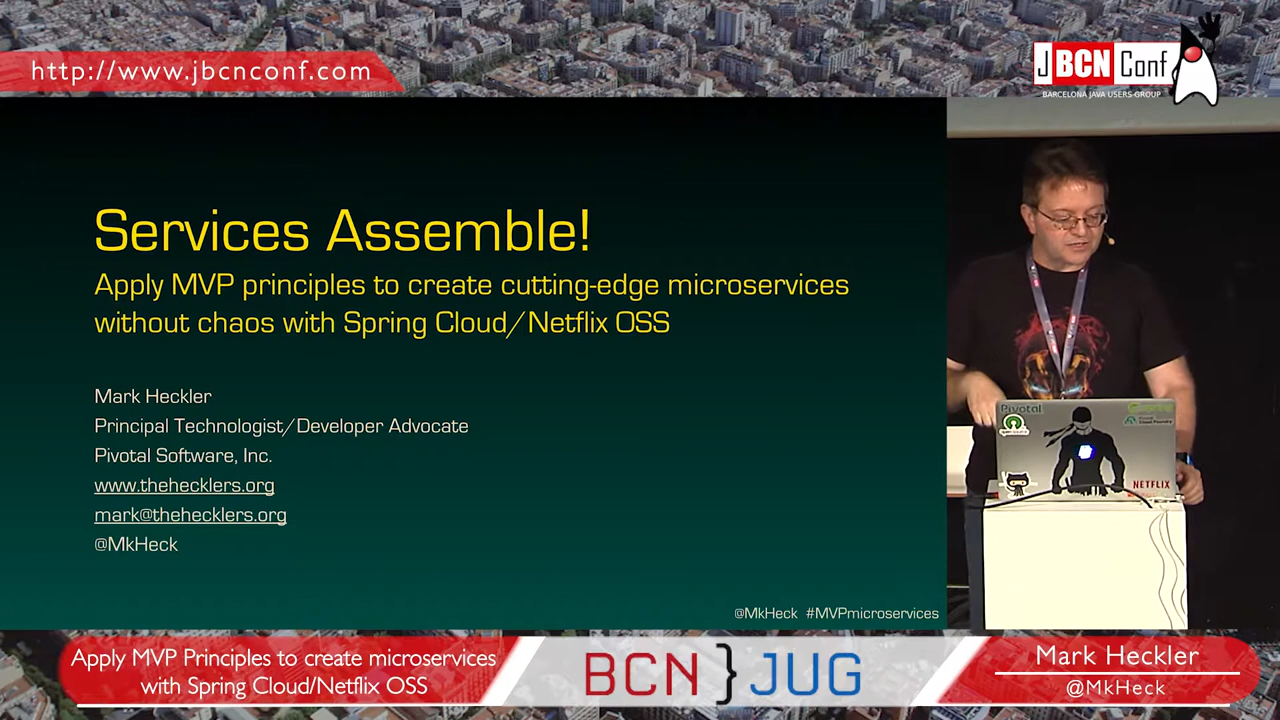 http://www.jbcnconf.com
JBCN Conf
BARCELONA JAVA USERS GROUP
Services Assemble!
Apply MVP principles to create cutting-edge microservices
without chaos with Spring Cloud/Netflix OSS
Mark Heckler
Principal Technologist/Developer Advocate
Pivotal Software, Inc.
www.thehecklers.org
mark@thehecklers.org
@MkHeck
@MkHeck #MVPmicroservices
Pivotal
NETFLIX
Apply MVP Principles to create microservices
with Spring Cloud/Netflix OSS
BCN}JUG
Mark Heckler
@MkHeck